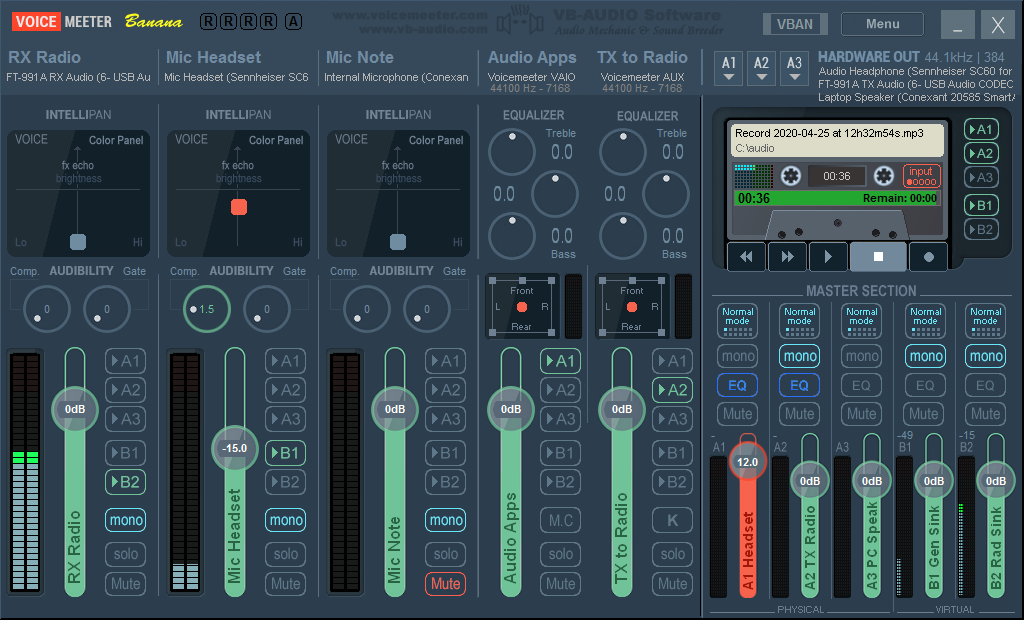 VOICE MEETER Banana R R R R A www.voicemeeter.com VB-AUDIO Software VBAN Menu _ X
www.vb-audio.com Audio Mechanic & Sound Breeder
RX Radio Mic Headset Mic Note Audio Apps TX to Radio A1 A2 A3 HARDWARE OUT 44.1kHz | 384
FT-991A RX Audio (6- USB Au Mic Headset (Sennheiser SC6 Internal Microphone (Conexan Voicemeeter VAIO Voicemeeter AUX Audio Headphone (Sennheiser SC60 for
44100 Hz - 7168 44100 Hz - 7168 FT-991A TX Audio (6- USB Audio CODEC
Laptop Speaker (Conexant 20585 SmartA
INTELLIPAN INTELLIPAN INTELLIPAN EQUALIZER EQUALIZER
VOICE Color Panel VOICE Color Panel VOICE Color Panel Treble Treble
fx echo fx echo fx echo 0.0 0.0
brightness brightness brightness
0.0 0.0
0.0 0.0
Lo Hi Lo Hi Lo Hi Bass Bass
Record 2020-04-25 at 12h32m54s.mp3 A1
C:\audio A2
00:36 input A3
00:36 Remain: 00:00 B1
B2
Comp. AUDIBILITY Gate Comp. AUDIBILITY Gate Comp. AUDIBILITY Gate
0 0 1.5 0 0 0
Front Front
L R L R
Rear Rear
MASTER SECTION
Normal mode Normal mode Normal mode Normal mode Normal mode
mono mono mono mono mono
EQ EQ EQ EQ EQ
Mute Mute Mute Mute Mute
A1 A1 A1 A1 A1
A2 A2 A2 A2 A2
A3 A3 A3 A3 A3
0dB -15.0 0dB 0dB 0dB
B1 B1 B1 B1 B1
B2 B2 B2 B2 B2
mono mono mono M.C K
solo solo solo solo solo
Mute Mute Mute Mute Mute
RX Radio Mic Headset Mic Note Audio Apps TX to Radio
- - - -49 -15
A1 A2 A3 B1 B2
12.0 0dB 0dB 0dB 0dB
A1 Headset A2 TX Radio A3 PC Speak B1 Gen Sink B2 Rad Sink
PHYSICAL VIRTUAL